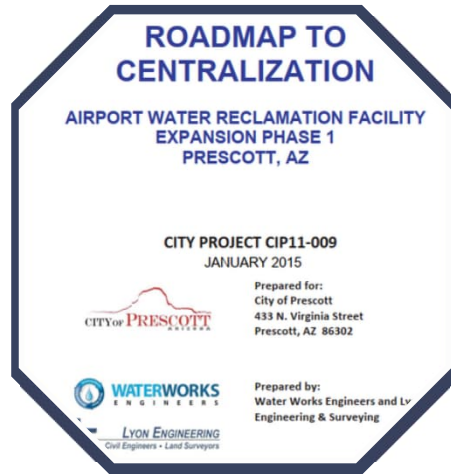 ROADMAP TO
CENTRALIZATION
AIRPORT WATER RECLAMATION FACILITY
EXPANSION PHASE 1
PRESCOTT, AZ
CITY PROJECT CIP11-009
JANUARY 2015
Prepared for:
City of Prescott
433 N. Virginia Street
Prescott, AZ 86302
CITY OF PRESCOTT
ARIZONA
Prepared by:
Water Works Engineers and
Engineering & Surveying
WATERWORKS
ENGINEERS
LYON ENGINEERING
Civil Engineers • Land Surveyors